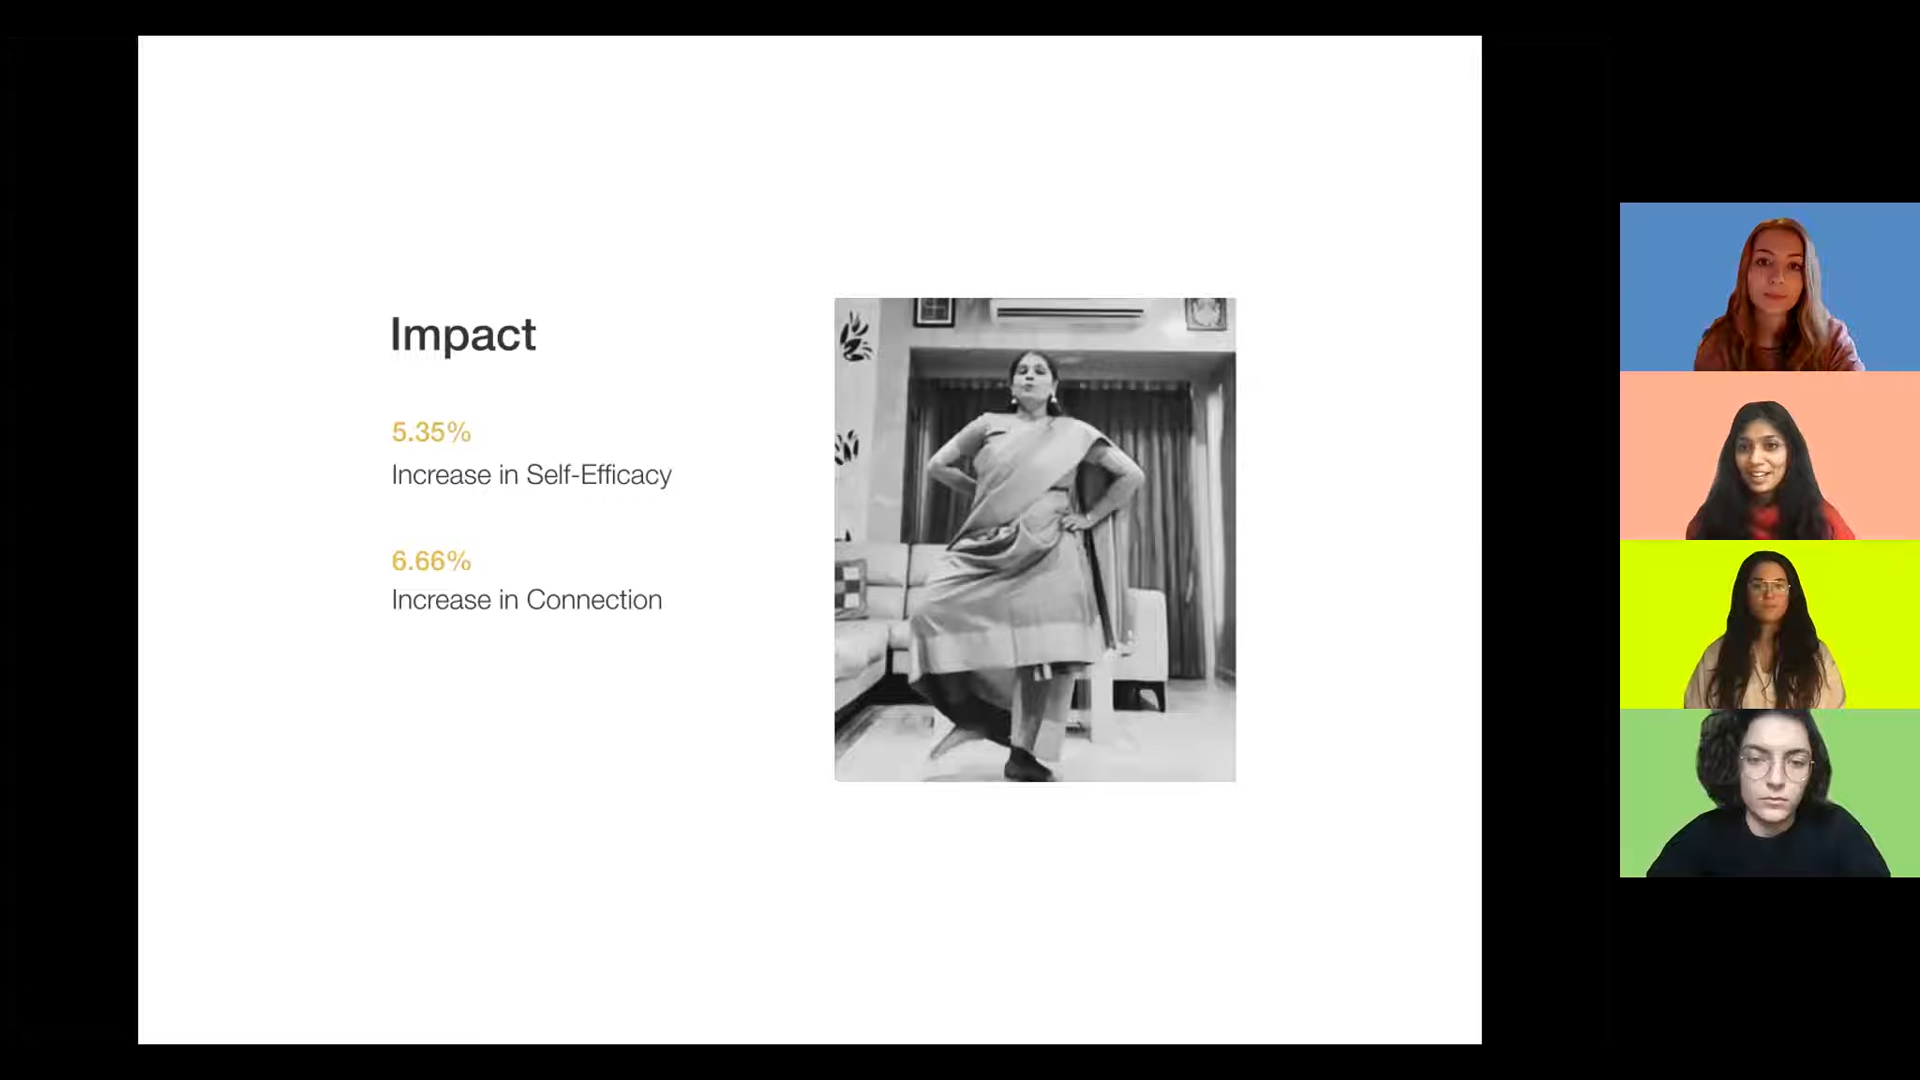 Impact
5.35%
Increase in Self-Efficacy
6.66%
Increase in Connection